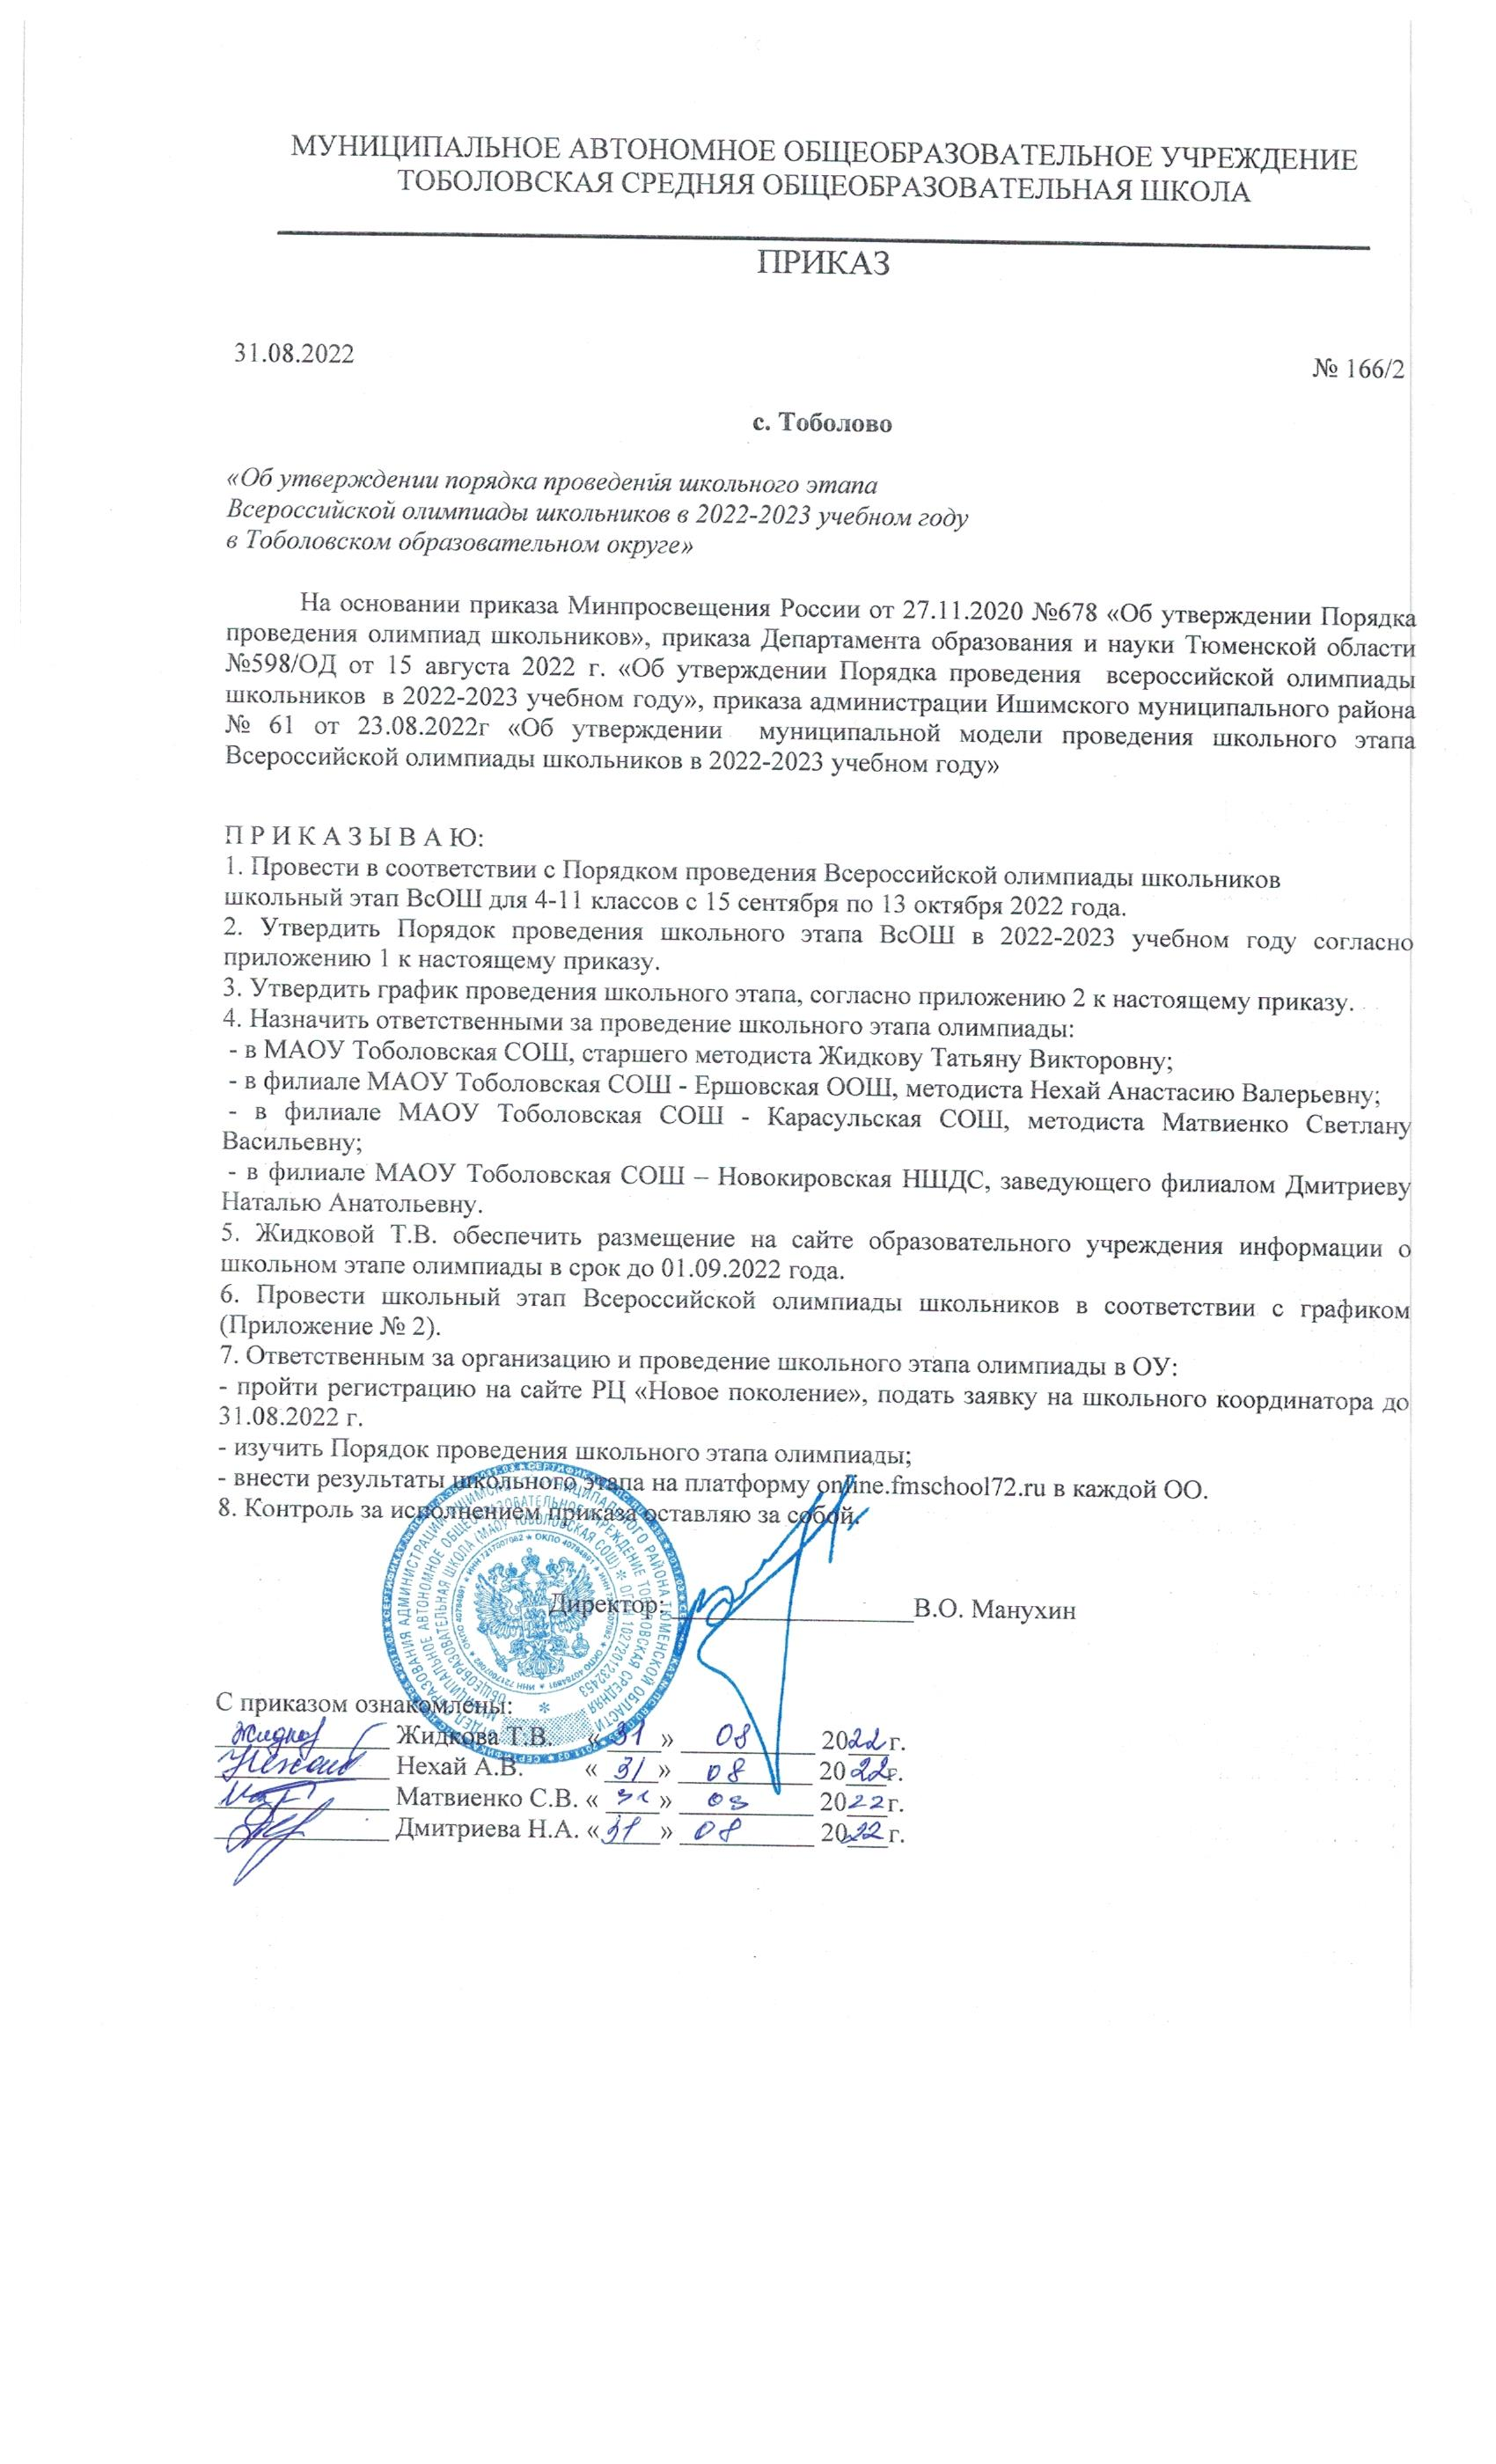 МУНИЦИПАЛЬНОЕ АВТОНОМНОЕ ОБЩЕОБРАЗОВАТЕЛЬНОЕ УЧРЕЖДЕНИЕ
ТОБОЛОВСКАЯ СРЕДНЯЯ ОБЩЕОБРАЗОВАТЕЛЬНАЯ ШКОЛА
ПРИКАЗ
31.08.2022
№ 166/2
с. Тоболово
«Об утверждении порядка проведения школьного этапа
Всероссийской олимпиады школьников в 2022-2023 учебном году
в Тоболовском образовательном округе»
На основании приказа Минпросвещения России от 27.11.2020 №678 «Об утверждении Порядка
проведения олимпиад школьников», приказа Департамента образования и науки Тюменской области
№598/ОД от 15 августа 2022 г. «Об утверждении Порядка проведения всероссийской олимпиады
школьников в 2022-2023 учебном году», приказа администрации Ишимского муниципального района
№ 61 от 23.08.2022г «Об утверждении муниципальной модели проведения школьного этапа
Всероссийской олимпиады школьников в 2022-2023 учебном году»
П Р И К А З Ы В А Ю:
1. Провести в соответствии с Порядком проведения Всероссийской олимпиады школьников
школьный этап ВсОШ для 4-11 классов с 15 сентября по 13 октября 2022 года.
2. Утвердить Порядок проведения школьного этапа ВсОШ в 2022-2023 учебном году согласно
приложению 1 к настоящему приказу.
3. Утвердить график проведения школьного этапа, согласно приложению 2 к настоящему приказу.
4. Назначить ответственными за проведение школьного этапа олимпиады:
- в МАОУ Тоболовская СОШ, старшего методиста Жидкову Татьяну Викторовну;
- в филиале МАОУ Тоболовская СОШ - Ершовская ООШ, методиста Нехай Анастасию Валерьевну;
- в филиале МАОУ Тоболовская СОШ - Карасульская СОШ, методиста Матвиенко Светлану
Васильевну;
- в филиале МАОУ Тоболовская СОШ – Новокировская НШДС, заведующего филиалом Дмитриеву
Наталью Анатольевну.
5. Жидковой Т.В. обеспечить размещение на сайте образовательного учреждения информации о
школьном этапе олимпиады в срок до 01.09.2022 года.
6. Провести школьный этап Всероссийской олимпиады школьников в соответствии с графиком
(Приложение № 2).
7. Ответственным за организацию и проведение школьного этапа олимпиады в ОУ:
- пройти регистрацию на сайте РЦ «Новое поколение», подать заявку на школьного координатора до
31.08.2022 г.
- изучить Порядок проведения школьного этапа олимпиады;
- внести результаты школьного этапа на платформу online.fmschool72.ru в каждой ОО.
8. Контроль за исполнением приказа оставляю за собой.
Директор:__________________В.О. Манухин
С приказом ознакомлены:
Жидкова Т.В. « 31 » 08 2022 г.
Нехай А.В. « 31 » 08 2022 г.
Матвиенко С.В. « 31 » 08 2022 г.
Дмитриева Н.А. « 31 » 08 2022 г.